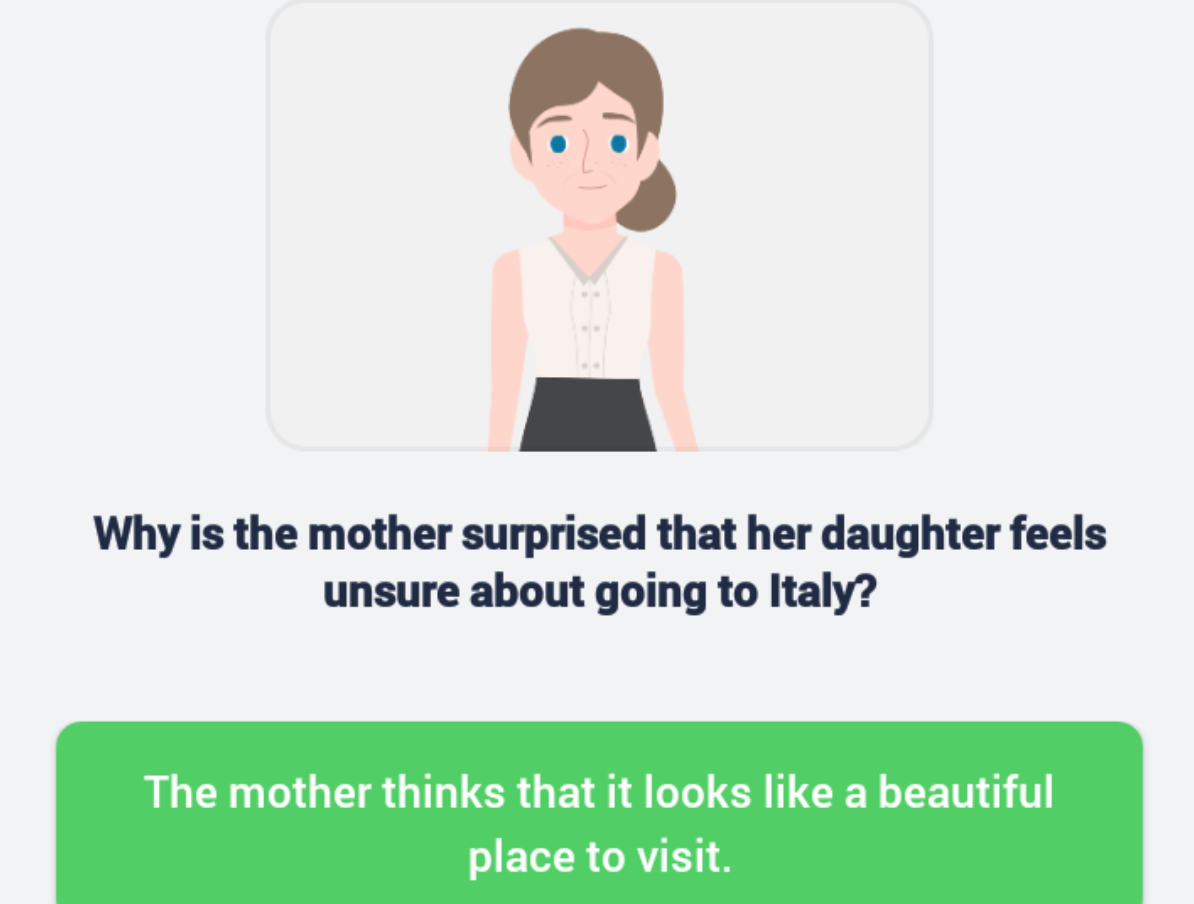 Why is the mother surprised that her daughter feels
unsure about going to Italy?
The mother thinks that it looks like a beautiful
place to visit.